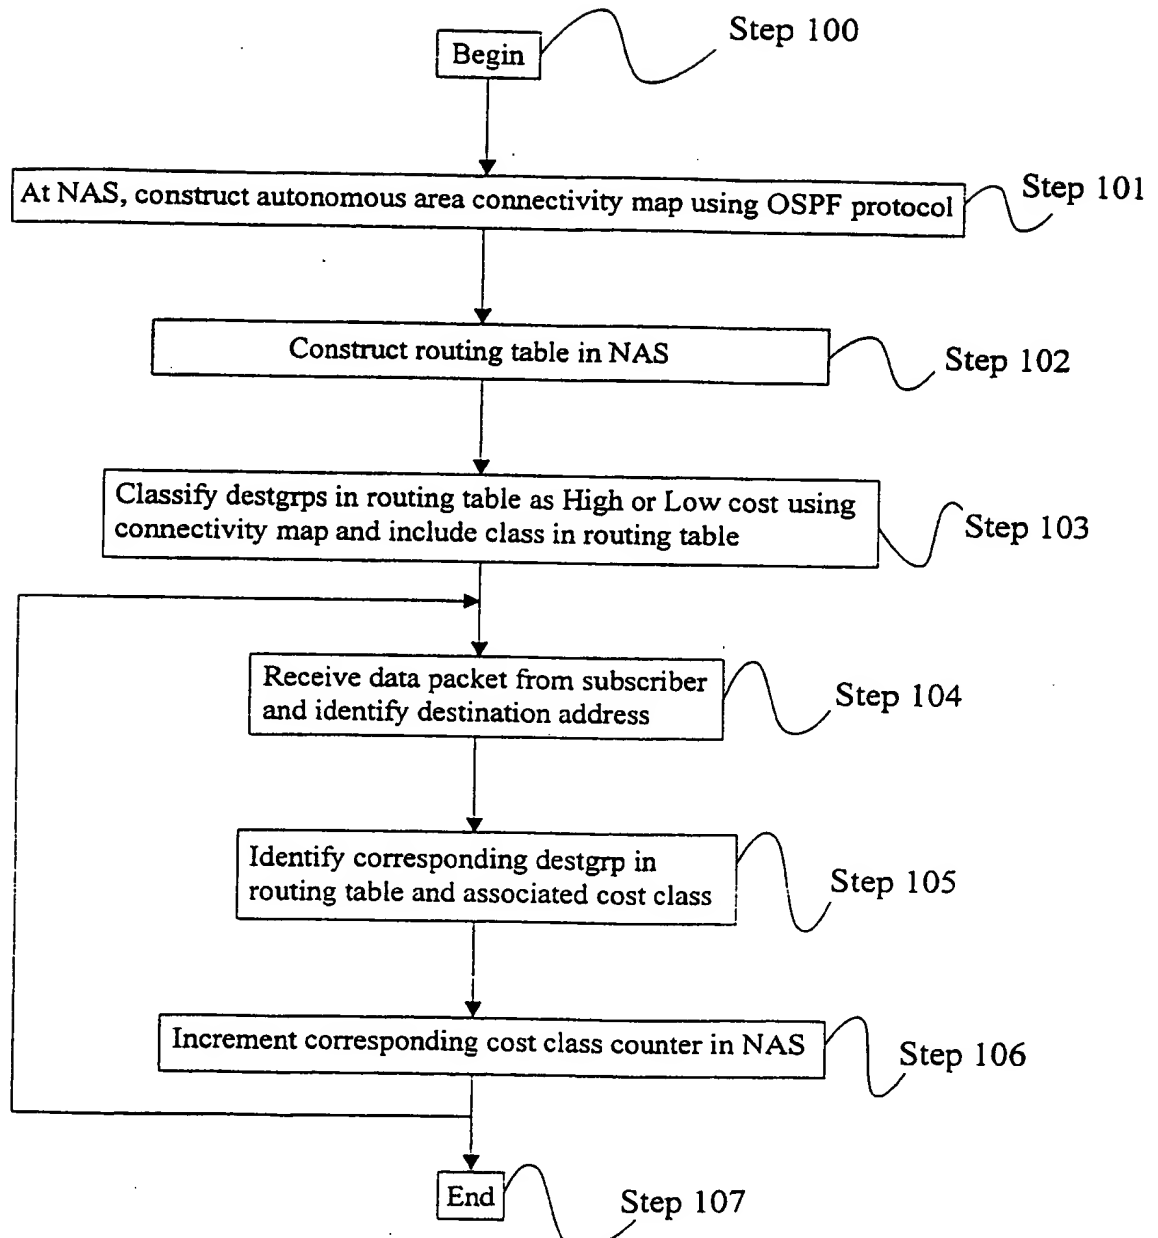 Begin
Step 100
At NAS, construct autonomous area connectivity map using OSPF protocol
Step 101
Construct routing table in NAS
Step 102
Classify destgrps in routing table as High or Low cost using
connectivity map and include class in routing table
Step 103
Receive data packet from subscriber
and identify destination address
Step 104
Identify corresponding destgrp in
routing table and associated cost class
Step 105
Increment corresponding cost class counter in NAS
Step 106
End
Step 107